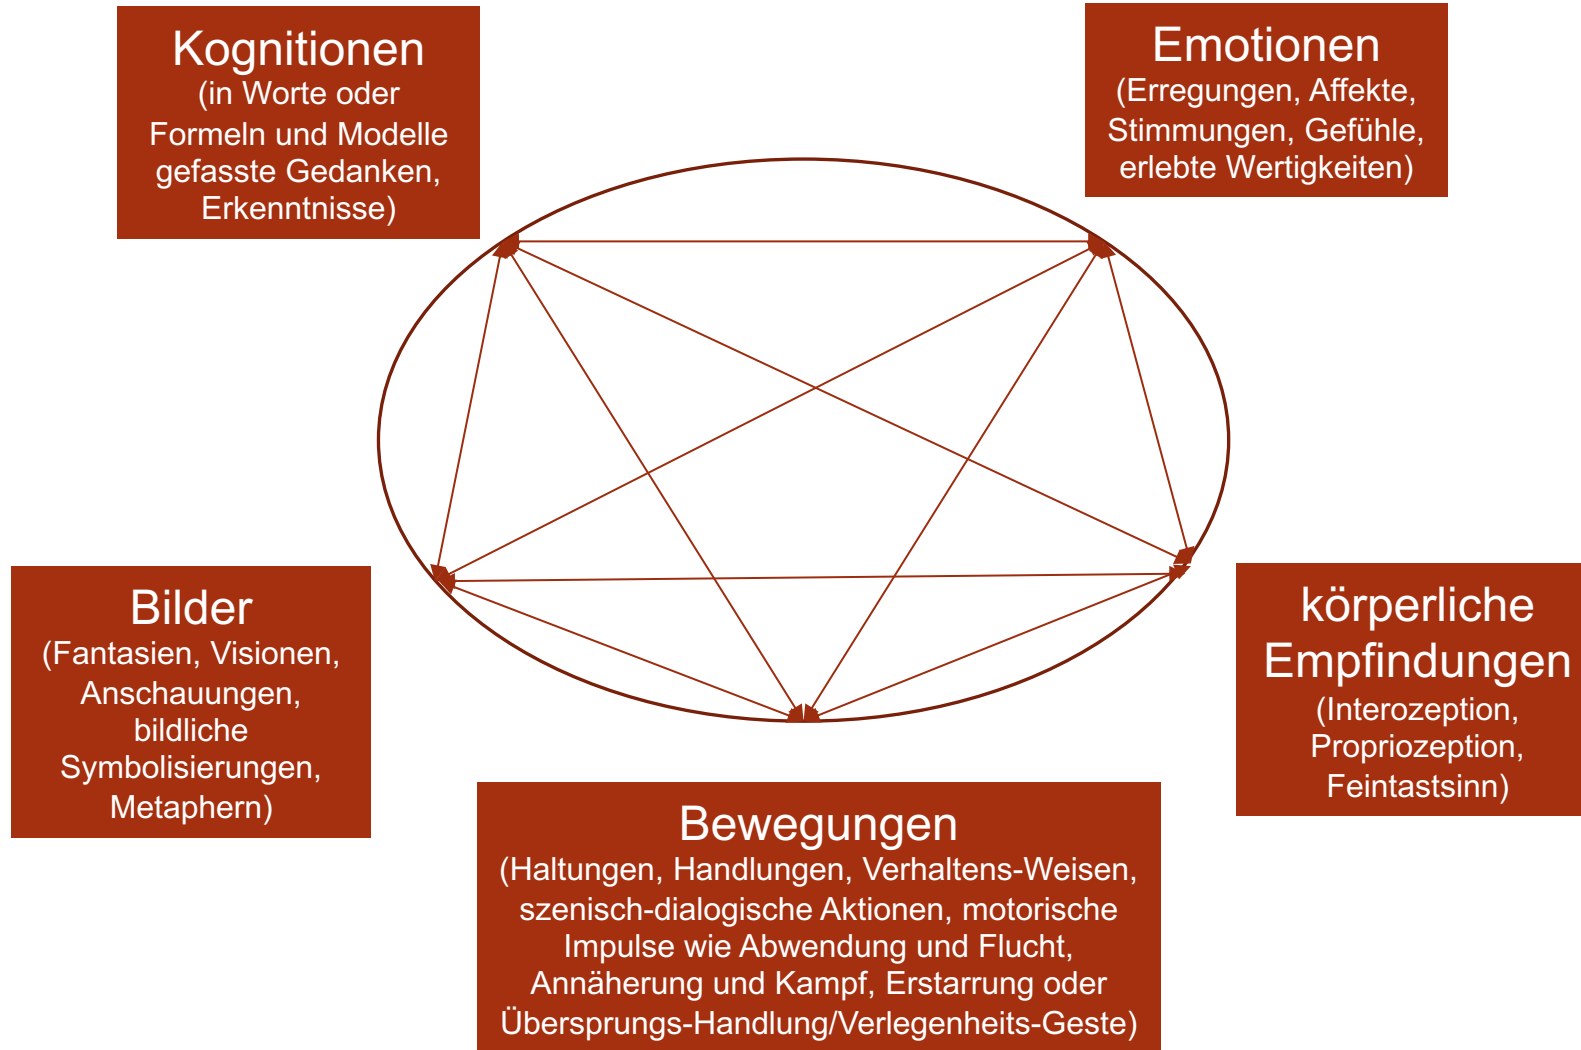 Kognitionen
(in Worte oder
Formeln und Modelle
gefasste Gedanken,
Erkenntnisse)
Emotionen
(Erregungen, Affekte,
Stimmungen, Gefühle,
erlebte Wertigkeiten)
Bilder
(Fantasien, Visionen,
Anschauungen,
bildliche
Symbolisierungen,
Metaphern)
körperliche
Empfindungen
(Interozeption,
Propriozeption,
Feintastsinn)
Bewegungen
(Haltungen, Handlungen, Verhaltens-Weisen,
szenisch-dialogische Aktionen, motorische
Impulse wie Abwendung und Flucht,
Annäherung und Kampf, Erstarrung oder
Übersprungs-Handlung/Verlegenheits-Geste)